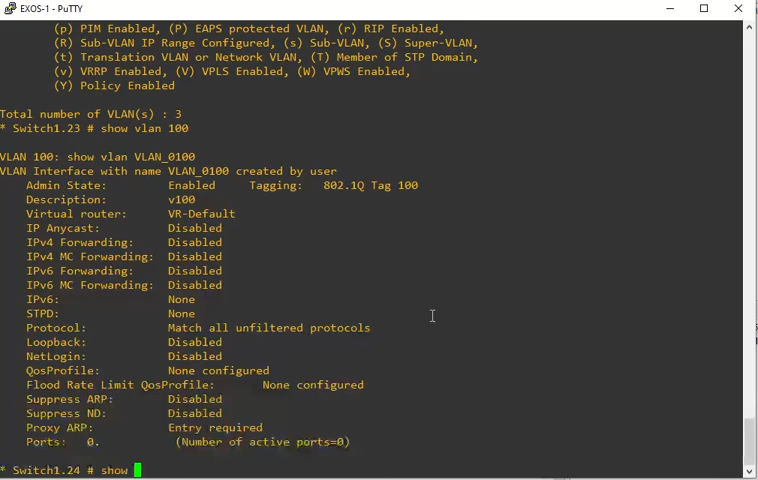 EXOS-1 - PuTTY
(p) PIM Enabled, (P) EAPS protected VLAN, (r) RIP Enabled,
(R) Sub-VLAN IP Range Configured, (s) Sub-VLAN, (S) Super-VLAN,
(t) Translation VLAN or Network VLAN, (T) Member of STP Domain,
(v) VRRP Enabled, (V) VPLS Enabled, (W) VPWS Enabled,
(Y) Policy Enabled
Total number of VLAN(s) : 3
* Switch1.23 # show vlan 100
VLAN 100: show vlan VLAN_0100
VLAN Interface with name VLAN_0100 created by user
Admin State: Enabled Tagging: 802.1Q Tag 100
Description: v100
Virtual router: VR-Default
IP Anycast: Disabled
IPv4 Forwarding: Disabled
IPv4 MC Forwarding: Disabled
IPv6 Forwarding: Disabled
IPv6 MC Forwarding: Disabled
IPv6: None
STPD: None
Protocol: Match all unfiltered protocols
Loopback: Disabled
NetLogin: Disabled
QosProfile: None configured
Flood Rate Limit QosProfile: None configured
Suppress ARP: Disabled
Suppress ND: Disabled
Proxy ARP: Entry required
Ports: 0. (Number of active ports=0)
* Switch1.24 # show